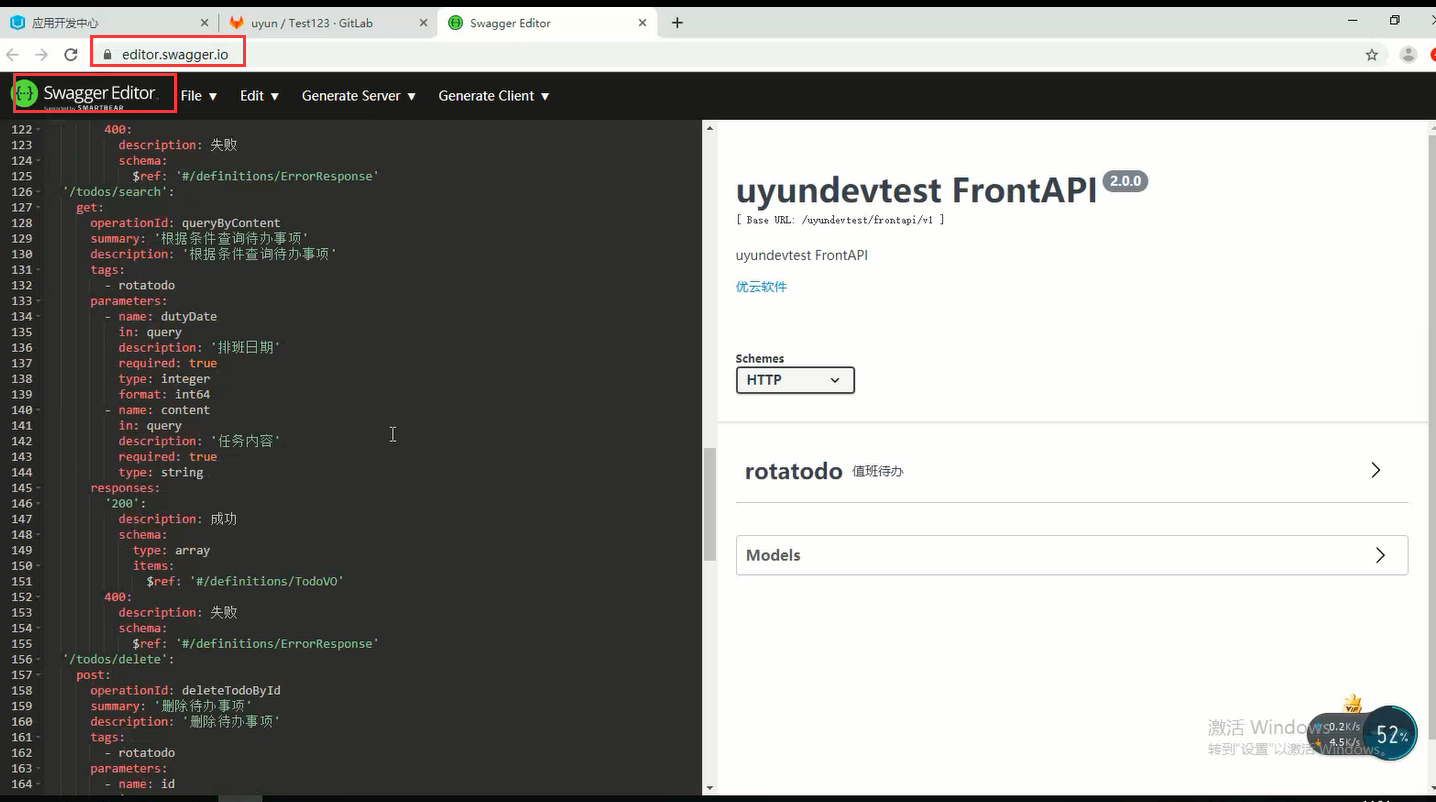 应用开发中心
uyun / Test123 · GitLab
Swagger Editor
editor.swagger.io
Swagger Editor.
Supported by SMARTBEAR
File ▼
Edit ▼
Generate Server ▼
Generate Client ▼
122 400:
123 description: 失败
124 schema:
125 $ref: '#/definitions/ErrorResponse'
126 '/todos/search':
127 get:
128 operationId: queryByContent
129 summary: '根据条件查询待办事项'
130 description: '根据条件查询待办事项'
131 tags:
132 - rotatodo
133 parameters:
134 - name: dutyDate
135 in: query
136 description: '排班日期'
137 required: true
138 type: integer
139 format: int64
140 - name: content
141 in: query
142 description: '任务内容'
143 required: true
144 type: string
145 responses:
146 '200':
147 description: 成功
148 schema:
149 type: array
150 items:
151 $ref: '#/definitions/TodoVO'
152 400:
153 description: 失败
154 schema:
155 $ref: '#/definitions/ErrorResponse'
156 '/todos/delete':
157 post:
158 operationId: deleteTodoById
159 summary: '删除待办事项'
160 description: '删除待办事项'
161 tags:
162 - rotatodo
163 parameters:
164 - name: id
uyundevtest FrontAPI 2.0.0
[ Base URL: /uyundevtest/frontapi/v1 ]
uyundevtest FrontAPI
优云软件
Schemes
HTTP
rotatodo 值班待办
Models
激活 Windows
转到"设置"以激活 Windows。
VIP
0.2K/s
4.5K/s
52%